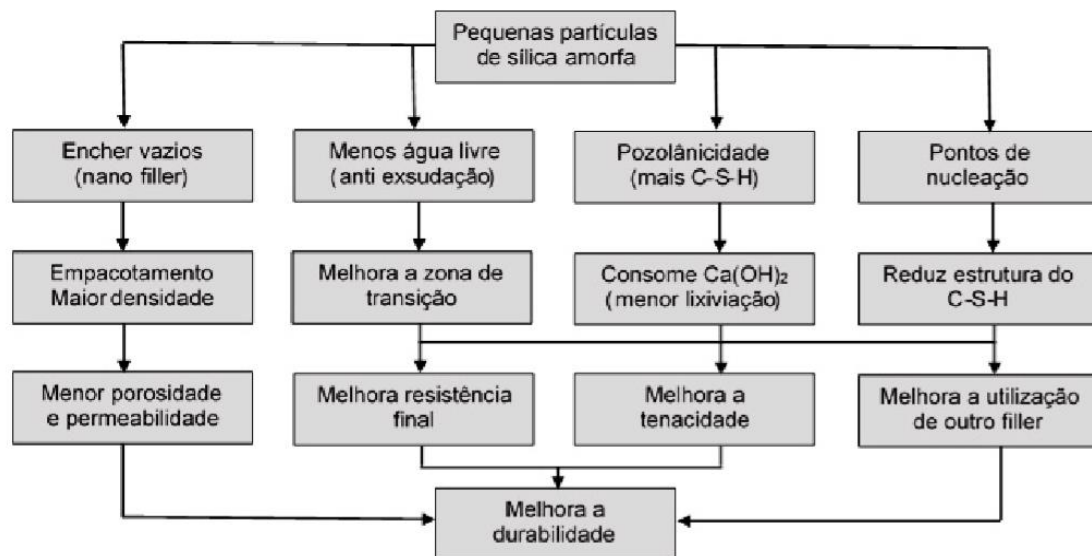 Pequenas partículas
de sílica amorfa
Encher vazios
(nano filler)
Menos água livre
(anti exsudação)
Pozolânicidade
(mais C-S-H)
Pontos de
nucleação
Empacotamento
Maior densidade
Melhora a zona de
transição
Consome Ca(OH)₂
(menor lixiviação)
Reduz estrutura do
C-S-H
Menor porosidade
e permeabilidade
Melhora resistência
final
Melhora a
tenacidade
Melhora a utilização
de outro filler
Melhora a
durabilidade